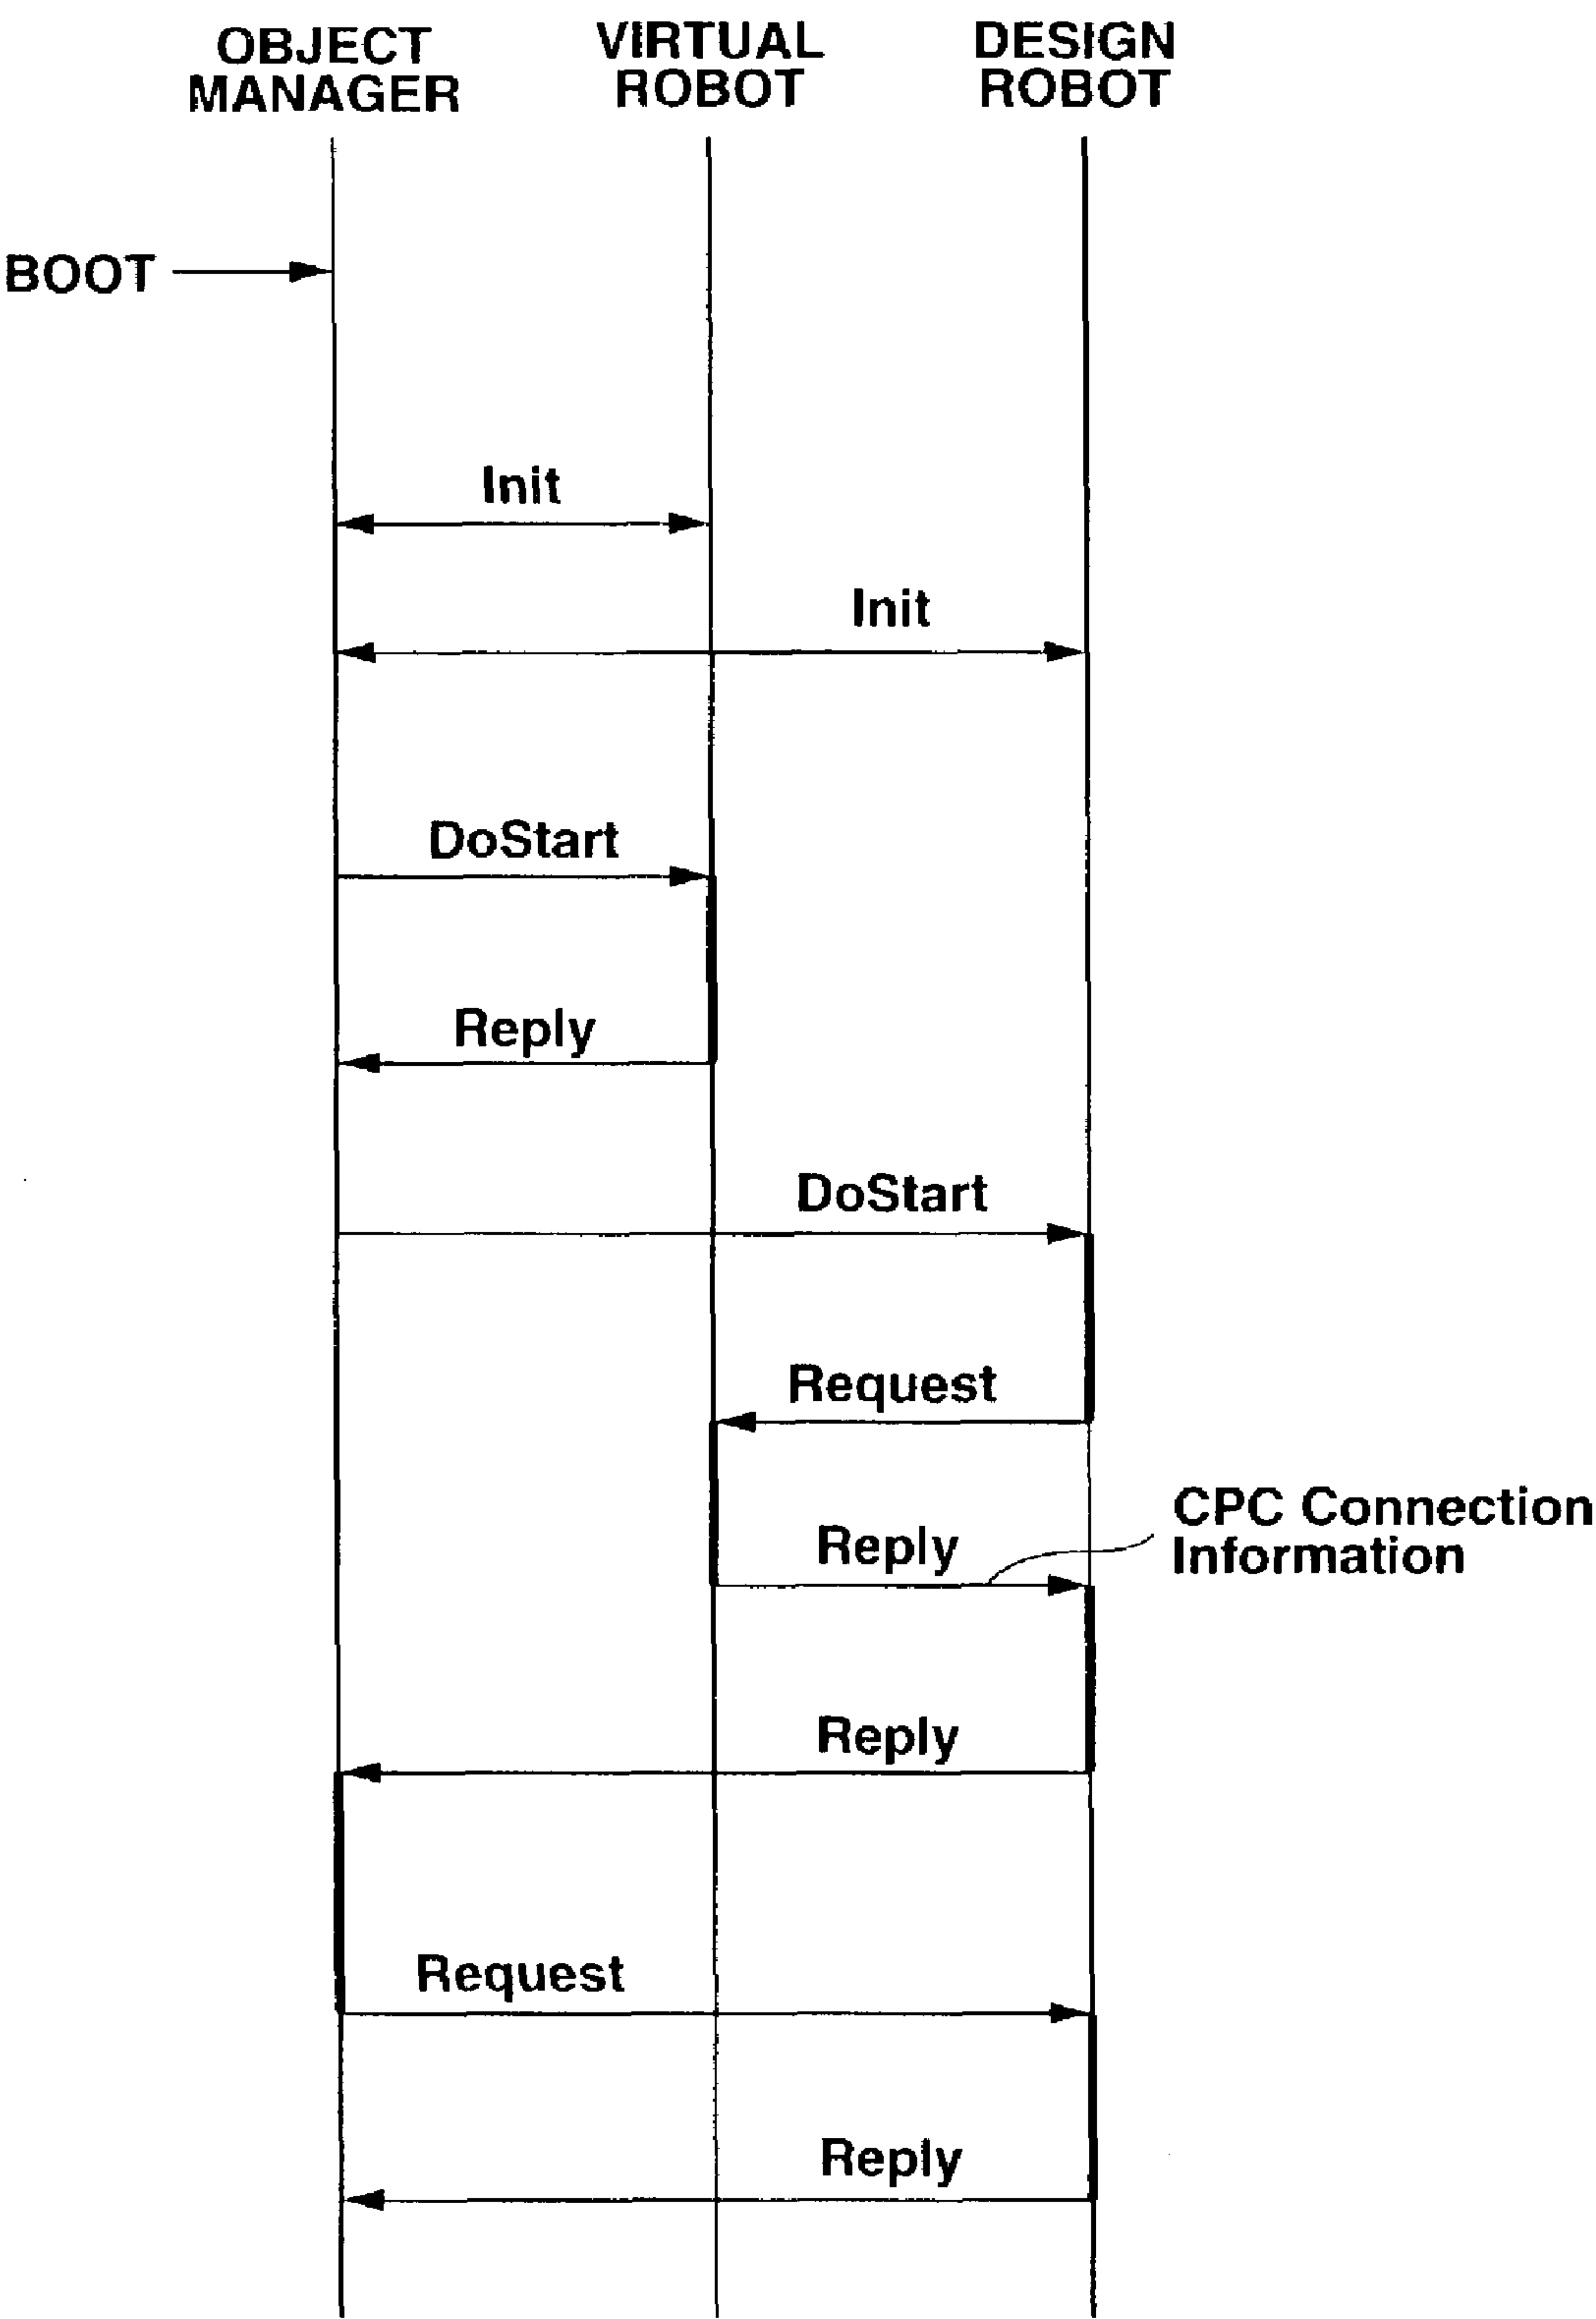 OBJECT
MANAGER
VIRTUAL
ROBOT
DESIGN
ROBOT
BOOT
Init
Init
DoStart
Reply
DoStart
Request
Reply
CPC Connection
Information
Reply
Request
Reply